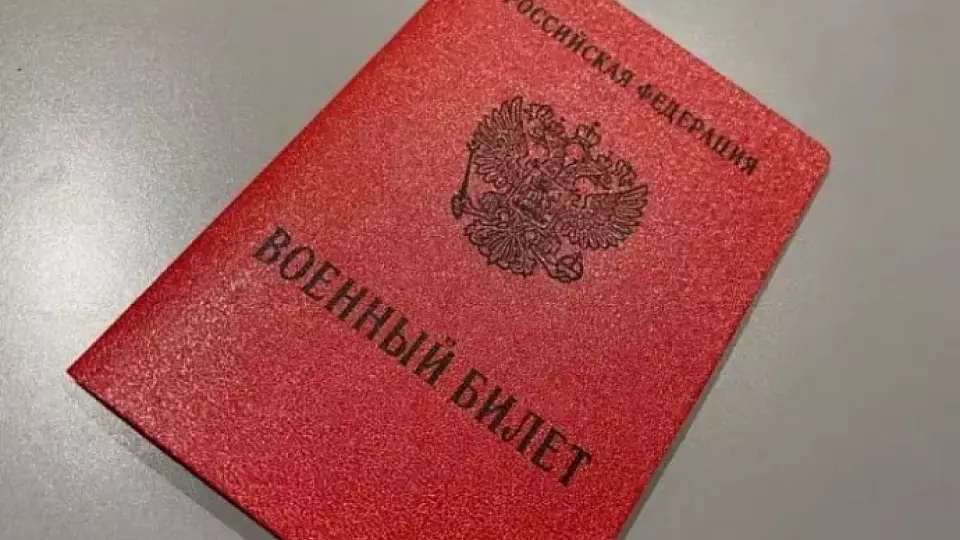 РОССИЙСКАЯ ФЕДЕРАЦИЯ
ВОЕННЫЙ БИЛЕТ